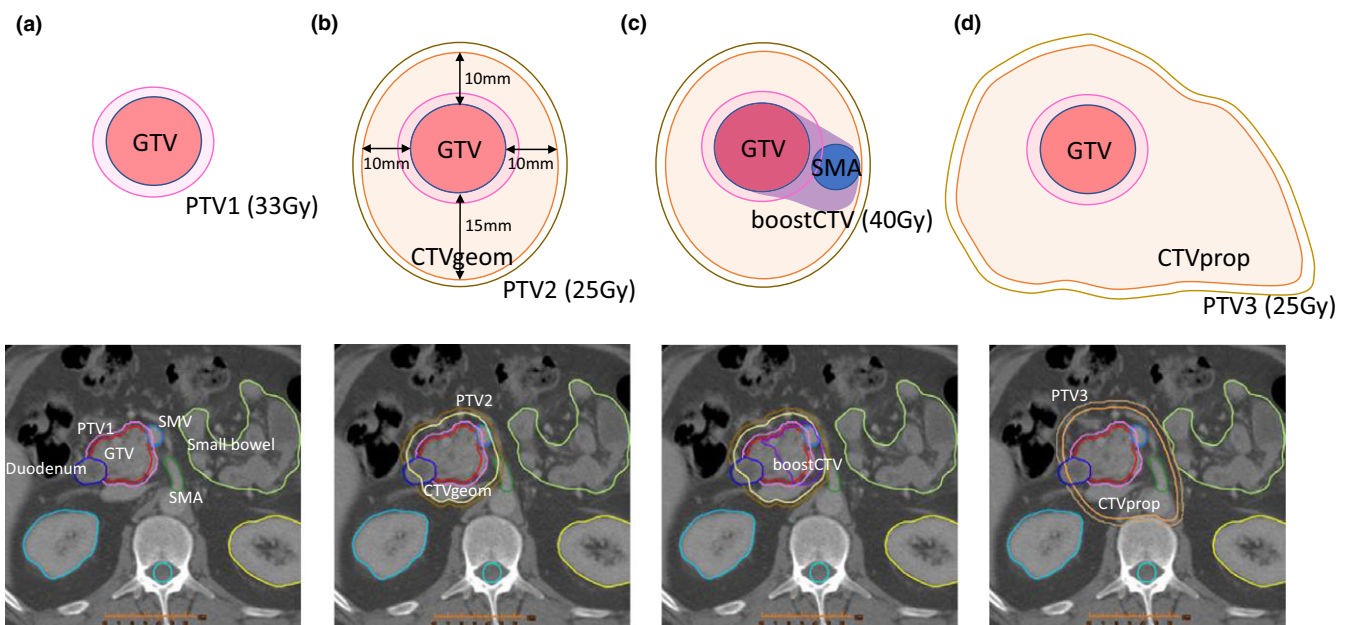 (a)
(b)
(c)
(d)
GTV
PTV1 (33Gy)
10mm
GTV
10mm
10mm
15mm
CTVgeom
PTV2 (25Gy)
GTV
SMA
boostCTV (40Gy)
GTV
CTVprop
PTV3 (25Gy)
PTV1
SMV
GTV
Small bowel
Duodenum
SMA
PTV2
CTVgeom
boostCTV
PTV3
CTVprop